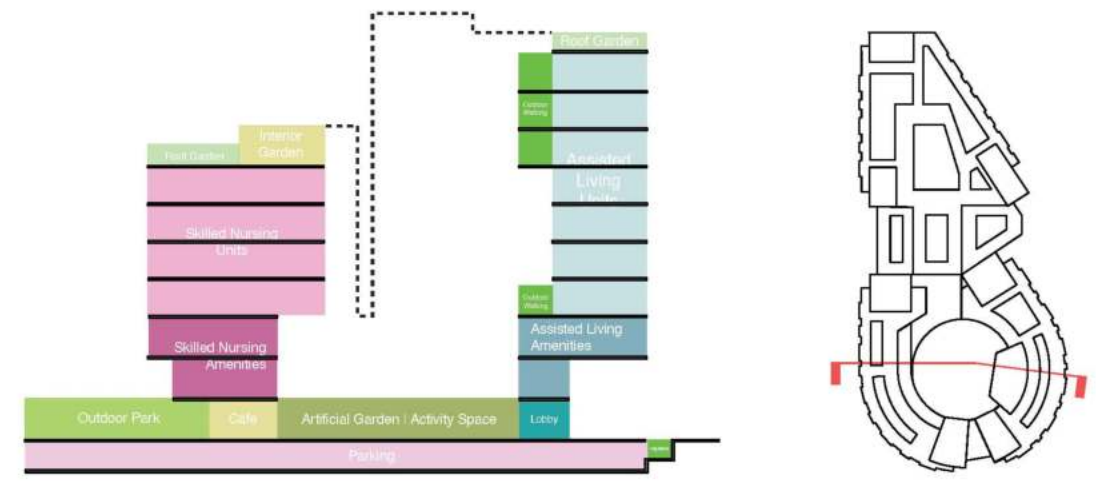 Roof Garden
Outdoor
Walking
Interior
Garden
Roof Garden
Assisted
Living
Units
Skilled Nursing
Units
Outdoor
Walking
Skilled Nursing
Amenities
Assisted Living
Amenities
Outdoor Park
Cafe
Artificial Garden | Activity Space
Lobby
Parking